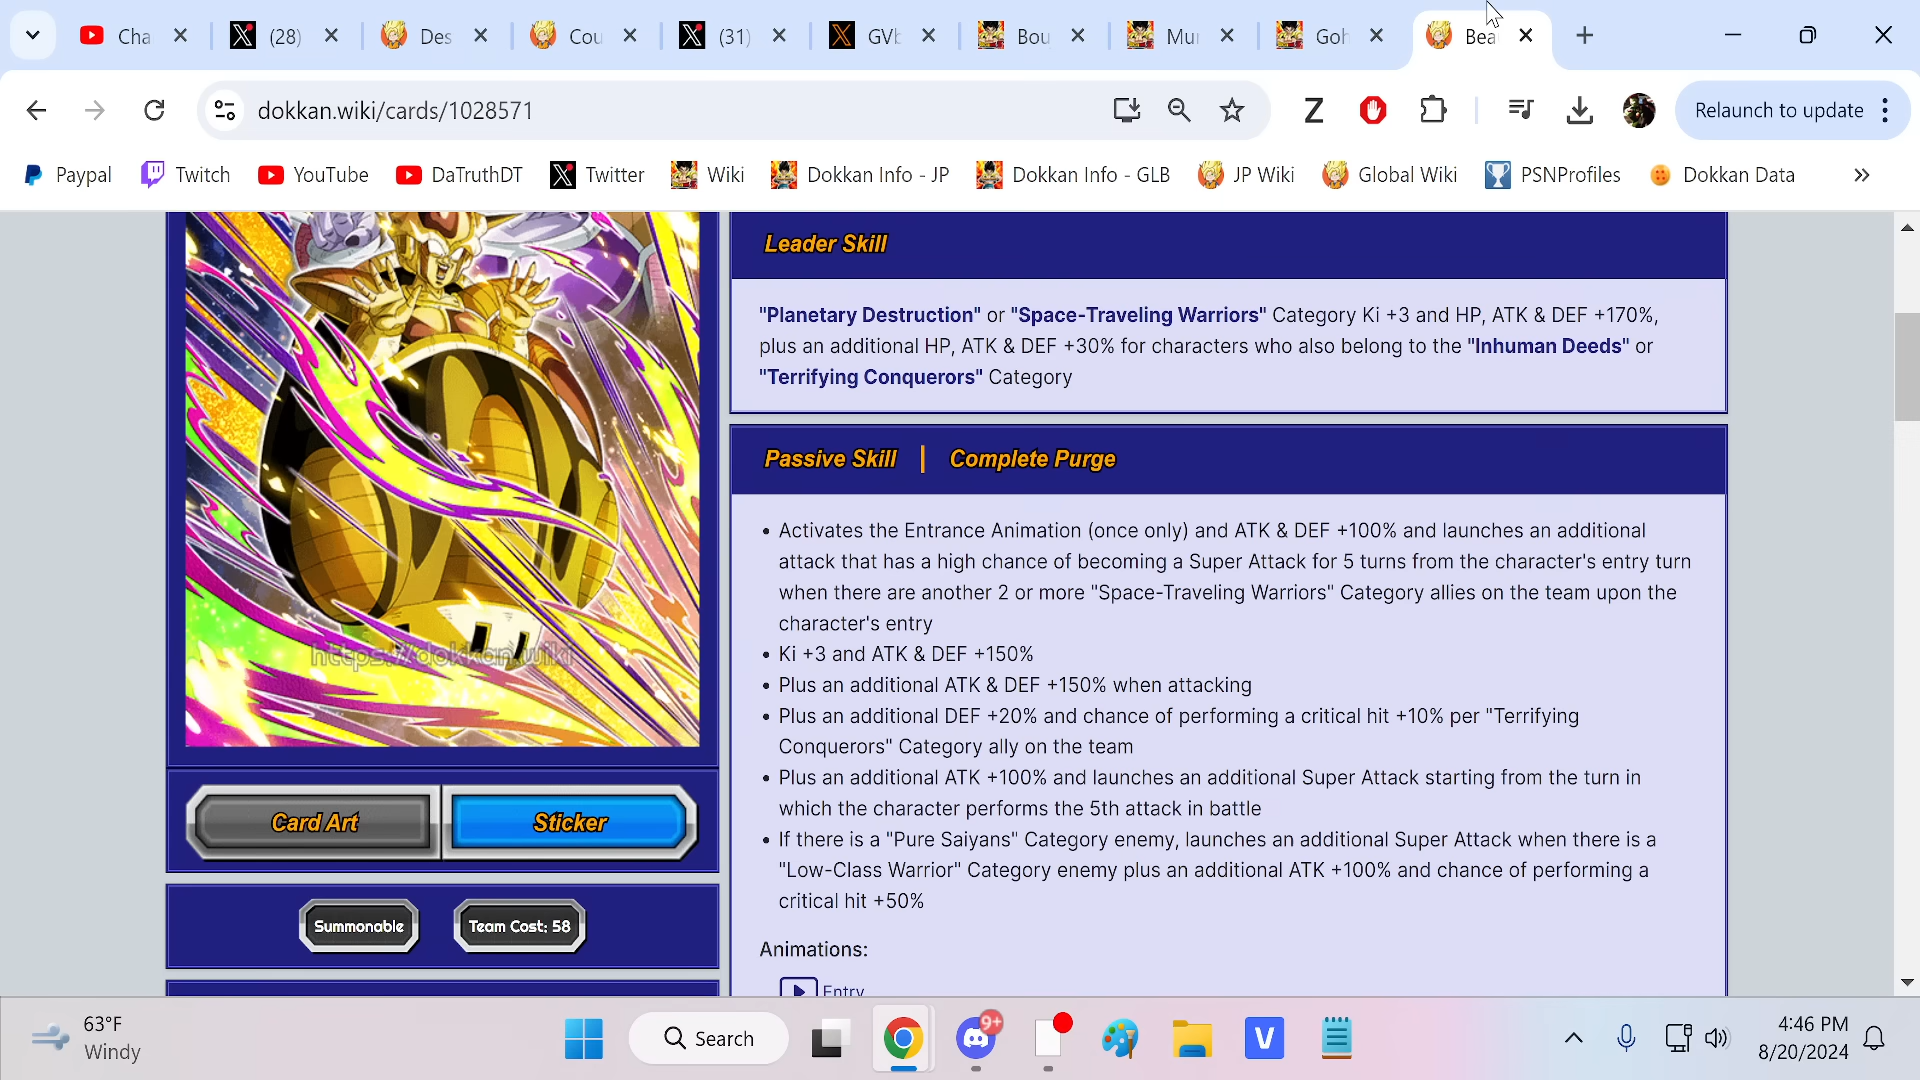 Cha
(28)
Des
Cou
(31)
GVb
Bou
Mur
Goh
Bea
dokkan.wiki/cards/1028571
Z
Relaunch to update
Paypal
Twitch
YouTube
DaTruthDT
Twitter
Wiki
Dokkan Info - JP
Dokkan Info - GLB
JP Wiki
Global Wiki
PSNProfiles
Dokkan Data
»
https://dokkan.wiki
Card Art
Sticker
Summonable
Team Cost: 58
Leader Skill
"Planetary Destruction" or "Space-Traveling Warriors" Category Ki +3 and HP, ATK & DEF +170%,
plus an additional HP, ATK & DEF +30% for characters who also belong to the "Inhuman Deeds" or
"Terrifying Conquerors" Category
Passive Skill | Complete Purge
• Activates the Entrance Animation (once only) and ATK & DEF +100% and launches an additional
attack that has a high chance of becoming a Super Attack for 5 turns from the character's entry turn
when there are another 2 or more "Space-Traveling Warriors" Category allies on the team upon the
character's entry
• Ki +3 and ATK & DEF +150%
• Plus an additional ATK & DEF +150% when attacking
• Plus an additional DEF +20% and chance of performing a critical hit +10% per "Terrifying
Conquerors" Category ally on the team
• Plus an additional ATK +100% and launches an additional Super Attack starting from the turn in
which the character performs the 5th attack in battle
• If there is a "Pure Saiyans" Category enemy, launches an additional Super Attack when there is a
"Low-Class Warrior" Category enemy plus an additional ATK +100% and chance of performing a
critical hit +50%
Animations:
Entry
63°F
Windy
Search
9+
V
4:46 PM
8/20/2024